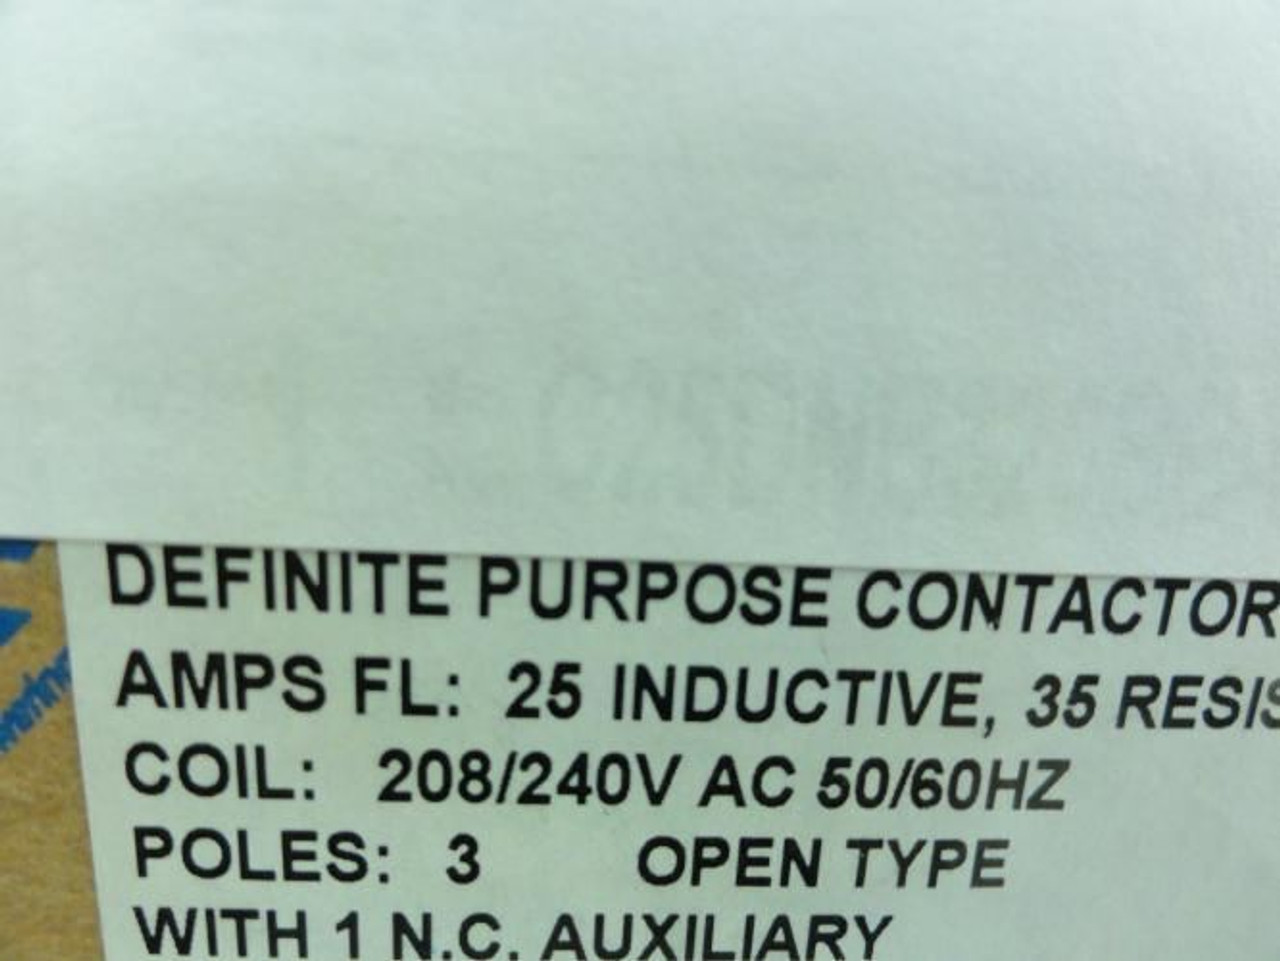 DEFINITE PURPOSE CONTACTOR
AMPS FL: 25 INDUCTIVE, 35 RESIS
COIL: 208/240V AC 50/60HZ
POLES: 3 OPEN TYPE
WITH 1 N.C. AUXILIARY